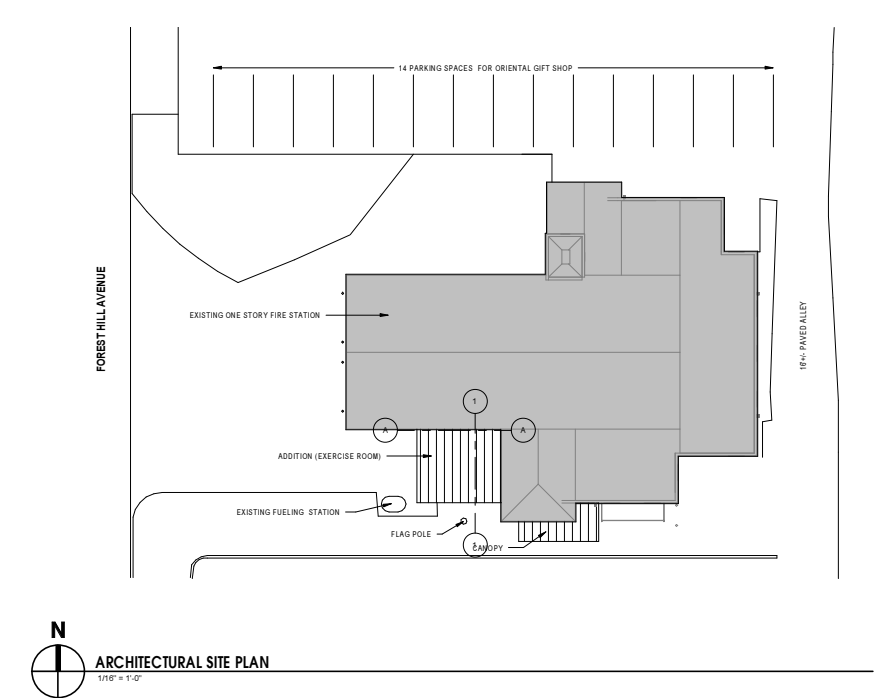 14 PARKING SPACES FOR ORIENTAL GIFT SHOP
FOREST HILL AVENUE
EXISTING ONE STORY FIRE STATION
16'+/- PAVED ALLEY
1
A
A
ADDITION (EXERCISE ROOM)
EXISTING FUELING STATION
FLAG POLE
1
CANOPY
N
ARCHITECTURAL SITE PLAN
1/16" = 1'-0"